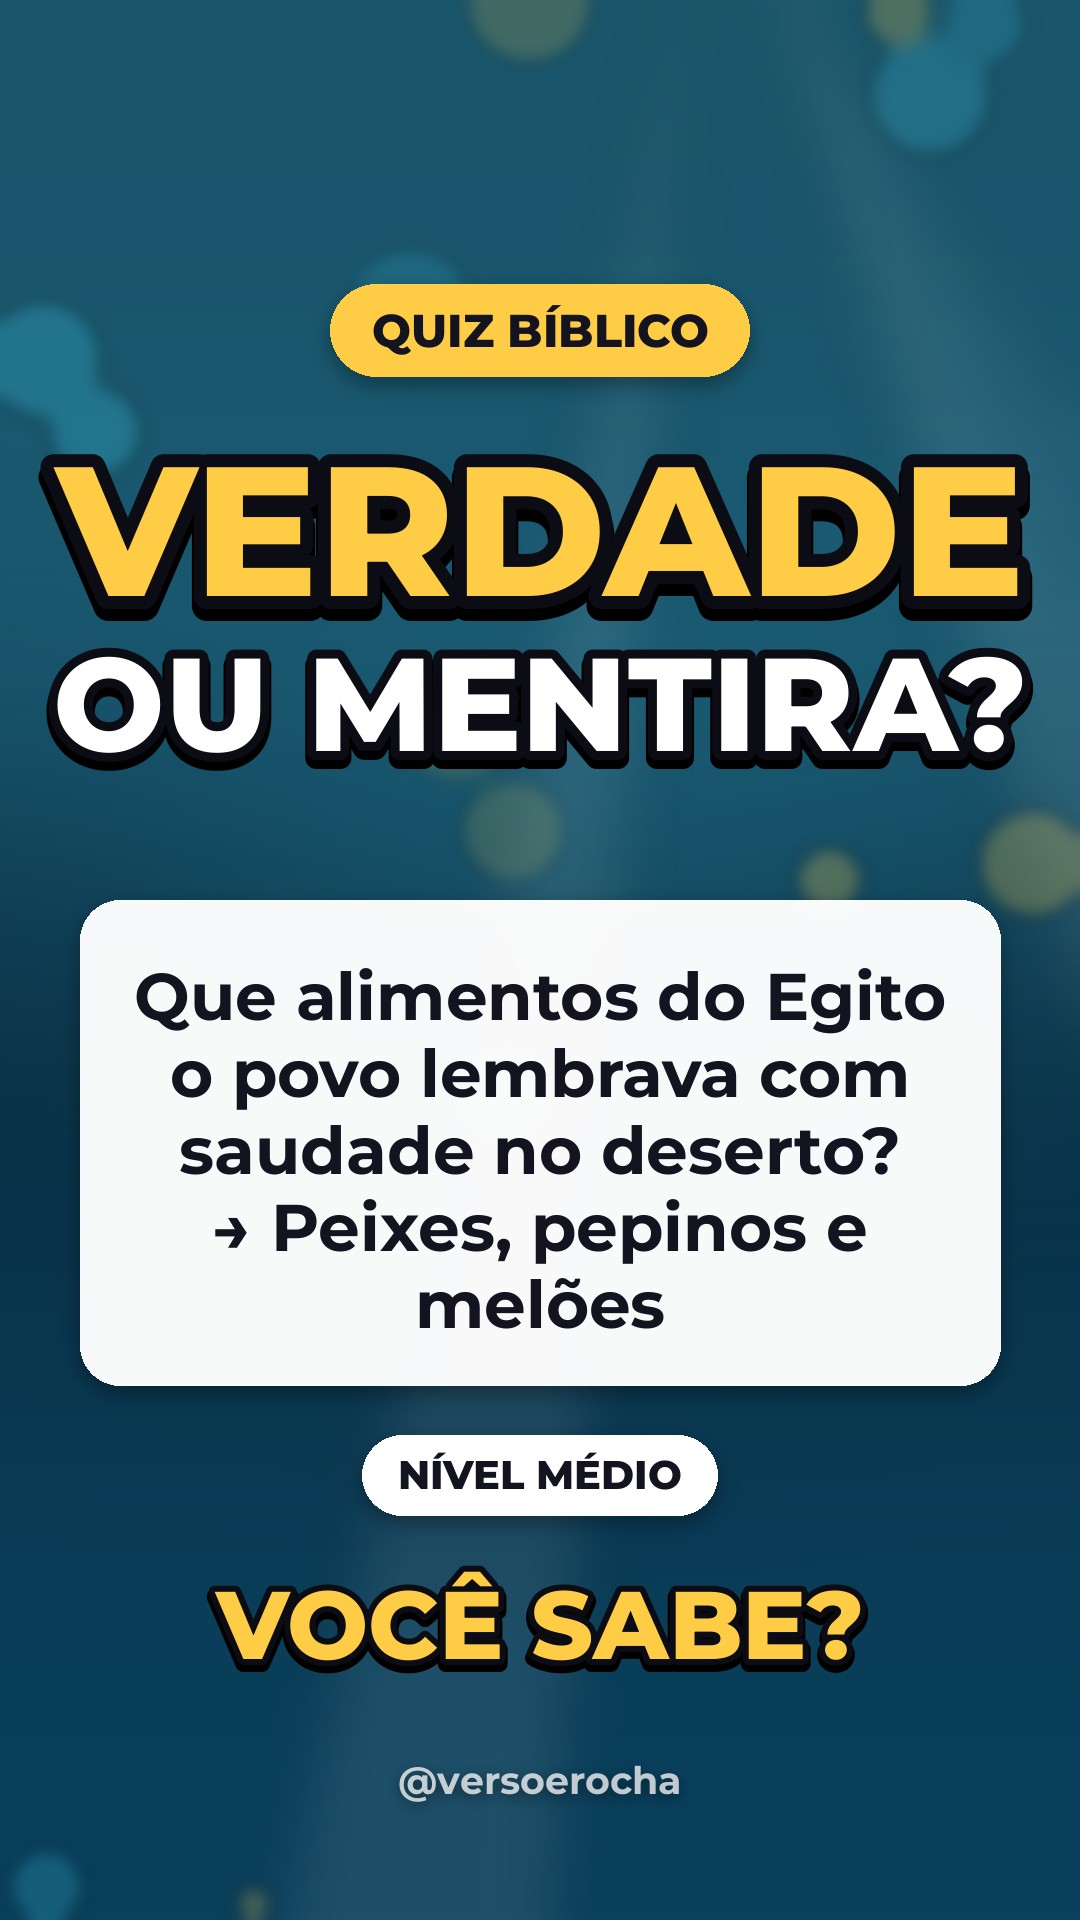 QUIZ BÍBLICO
VERDADE
OU MENTIRA?
Que alimentos do Egito
o povo lembrava com
saudade no deserto?
→ Peixes, pepinos e
melões
NÍVEL MÉDIO
VOCÊ SABE?
@versoerocha